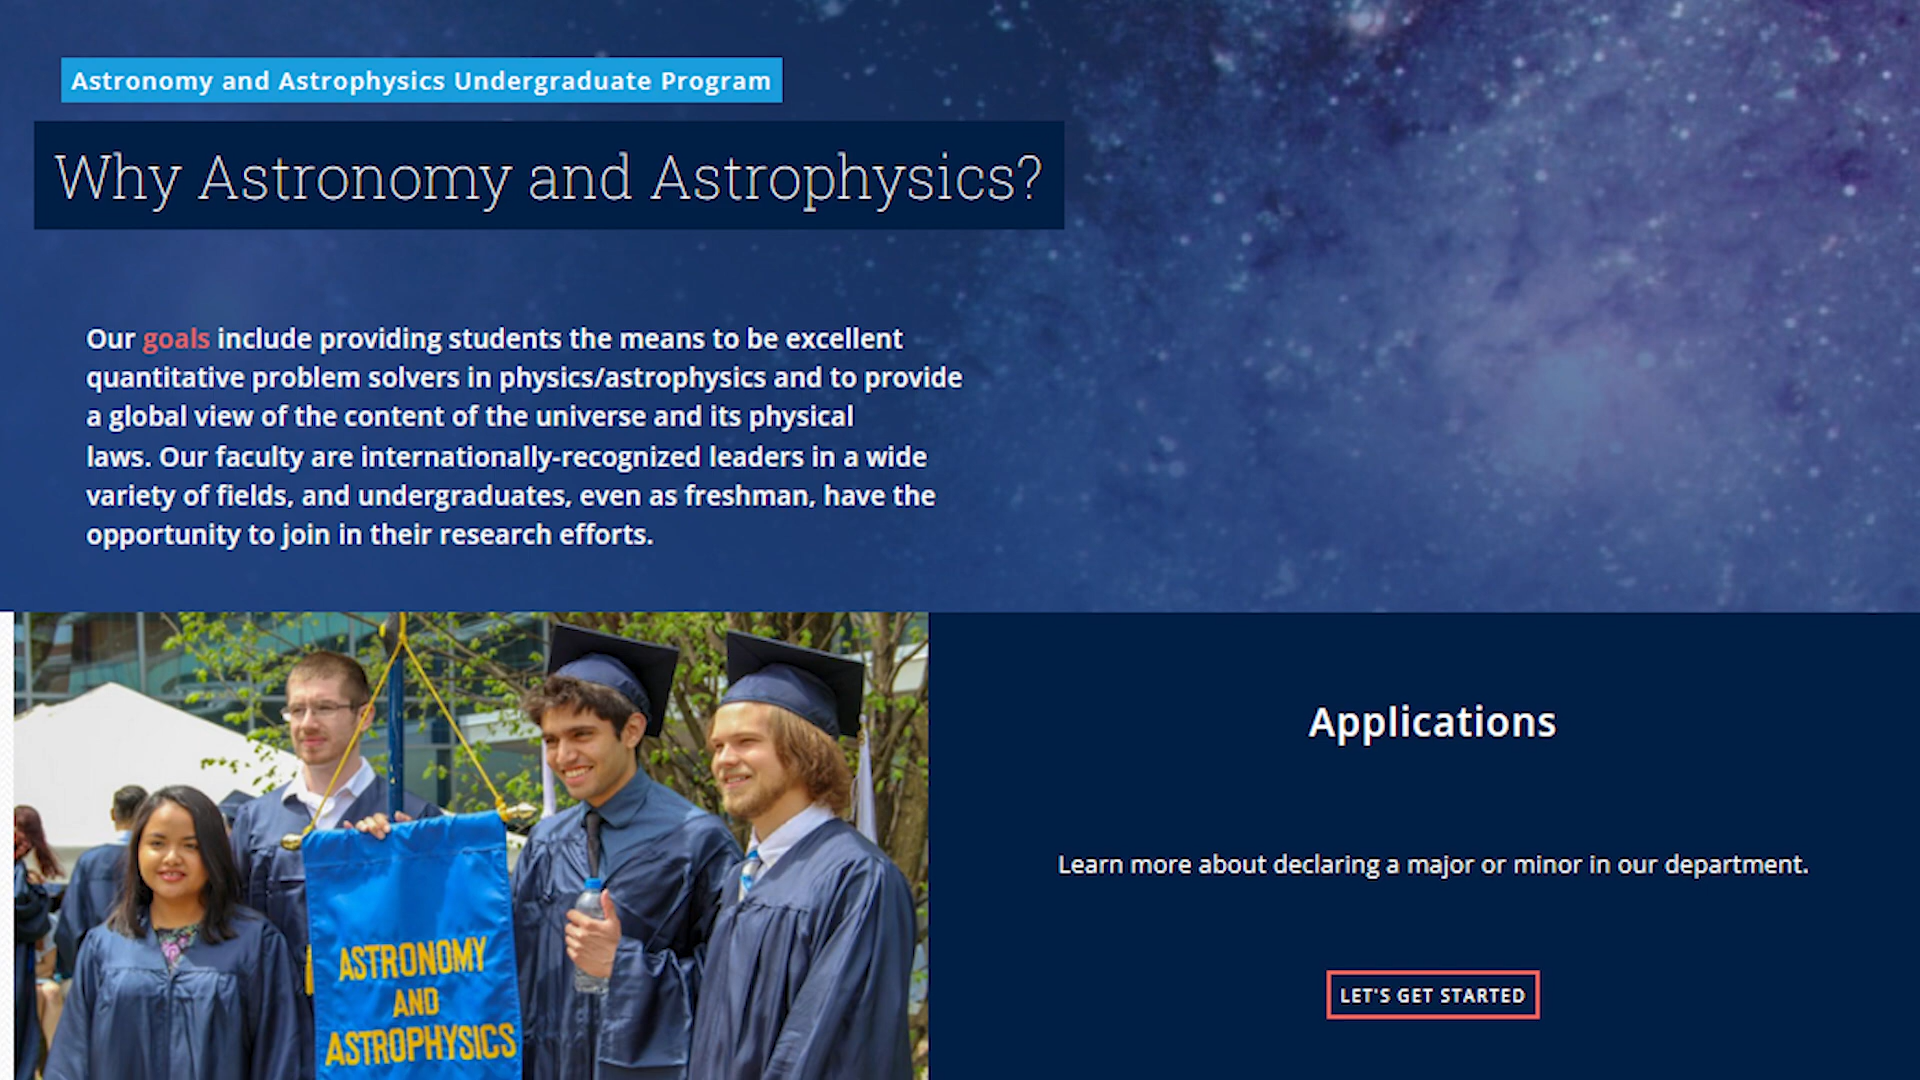 Astronomy and Astrophysics Undergraduate Program
Why Astronomy and Astrophysics?
Our goals include providing students the means to be excellent
quantitative problem solvers in physics/astrophysics and to provide
a global view of the content of the universe and its physical
laws. Our faculty are internationally-recognized leaders in a wide
variety of fields, and undergraduates, even as freshman, have the
opportunity to join in their research efforts.
ASTRONOMY
AND
ASTROPHYSICS
Applications
Learn more about declaring a major or minor in our department.
LET'S GET STARTED